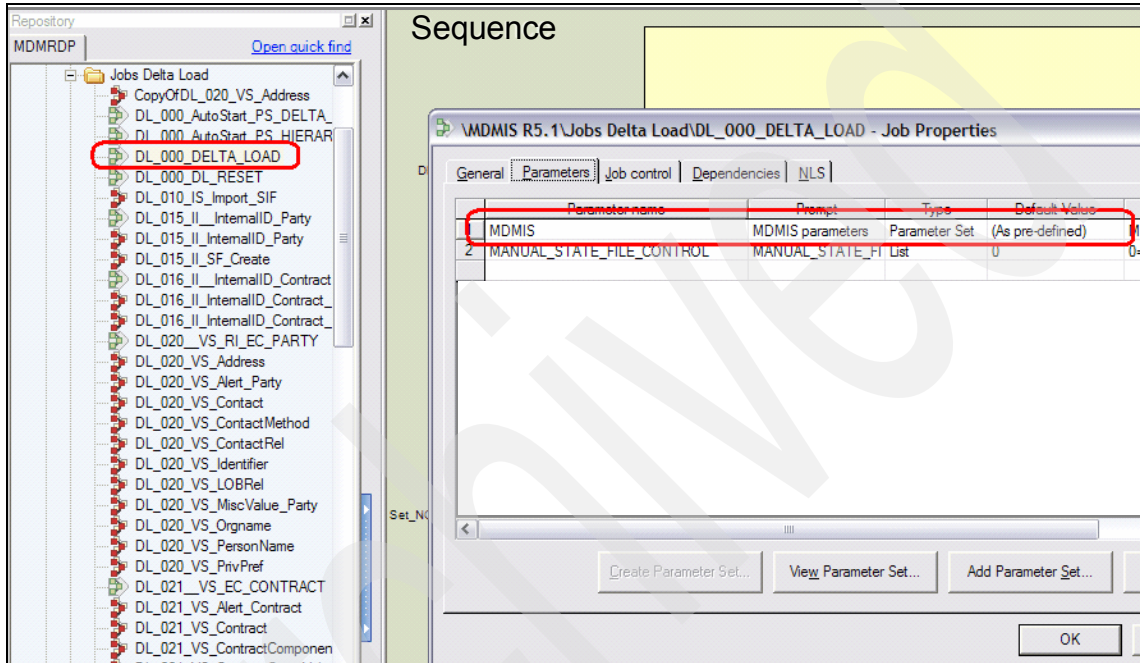 Repository
MDMRDP
Open quick find
Jobs Delta Load
CopyOfDL_020_VS_Address
DL_000_AutoStart_PS_DELTA_
DL_000_AutoStart_PS_HIERAR
DL_000_DELTA_LOAD
DL_000_DL_RESET
DL_010_IS_Import_SIF
DL_015_II__InternalID_Party
DL_015_II_InternalID_Party
DL_015_II_SF_Create
DL_016_II__InternalID_Contract
DL_016_II_InternalID_Contract_
DL_016_II_InternalID_Contract_
DL_020__VS_RI_EC_PARTY
DL_020_VS_Address
DL_020_VS_Alert_Party
DL_020_VS_Contact
DL_020_VS_ContactMethod
DL_020_VS_ContactRel
DL_020_VS_Identifier
DL_020_VS_LOBRel
DL_020_VS_MiscValue_Party
DL_020_VS_Orgname
DL_020_VS_PersonName
DL_020_VS_PrivPref
DL_021__VS_EC_CONTRACT
DL_021_VS_Alert_Contract
DL_021_VS_Contract
DL_021_VS_ContractComponen
Sequence
\MDMIS R5.1\Jobs Delta Load\DL_000_DELTA_LOAD - Job Properties
General Parameters Job control Dependencies NLS
Parameter name Prompt Type Default Value
1 MDMIS MDMIS parameters Parameter Set (As pre-defined) M
2 MANUAL_STATE_FILE_CONTROL MANUAL_STATE_FI List 0 0=
Set_NO
Create Parameter Set... View Parameter Set... Add Parameter Set...
OK